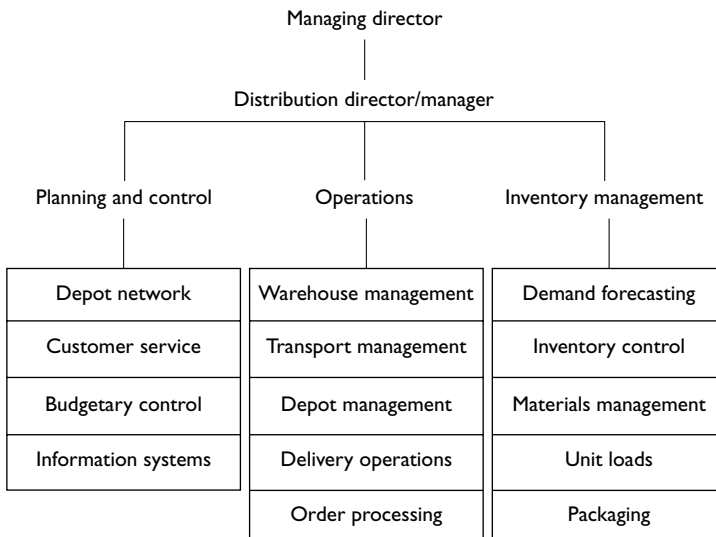 Managing director
Distribution director/manager
Planning and control
Operations
Inventory management
Depot network
Warehouse management
Demand forecasting
Customer service
Transport management
Inventory control
Budgetary control
Depot management
Materials management
Information systems
Delivery operations
Unit loads
Order processing
Packaging